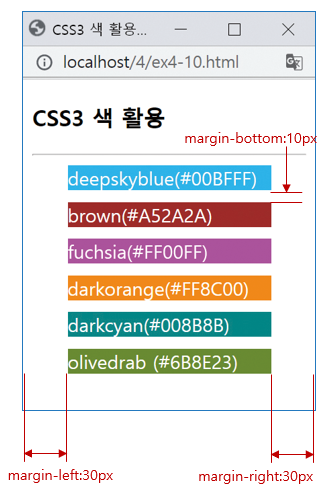 CSS3 색 활용...
localhost/4/ex4-10.html
CSS3 색 활용
margin-bottom:10px
deepskyblue(#00BFFF)
brown(#A52A2A)
fuchsia(#FF00FF)
darkorange(#FF8C00)
darkcyan(#008B8B)
olivedrab (#6B8E23)
margin-left:30px
margin-right:30px